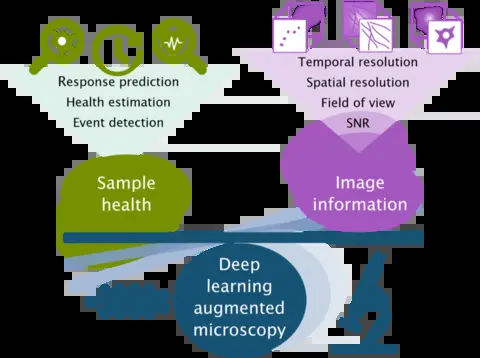 Response prediction
Health estimation
Event detection
Temporal resolution
Spatial resolution
Field of view
SNR
Sample
health
Image
information
Deep
learning
augmented
microscopy